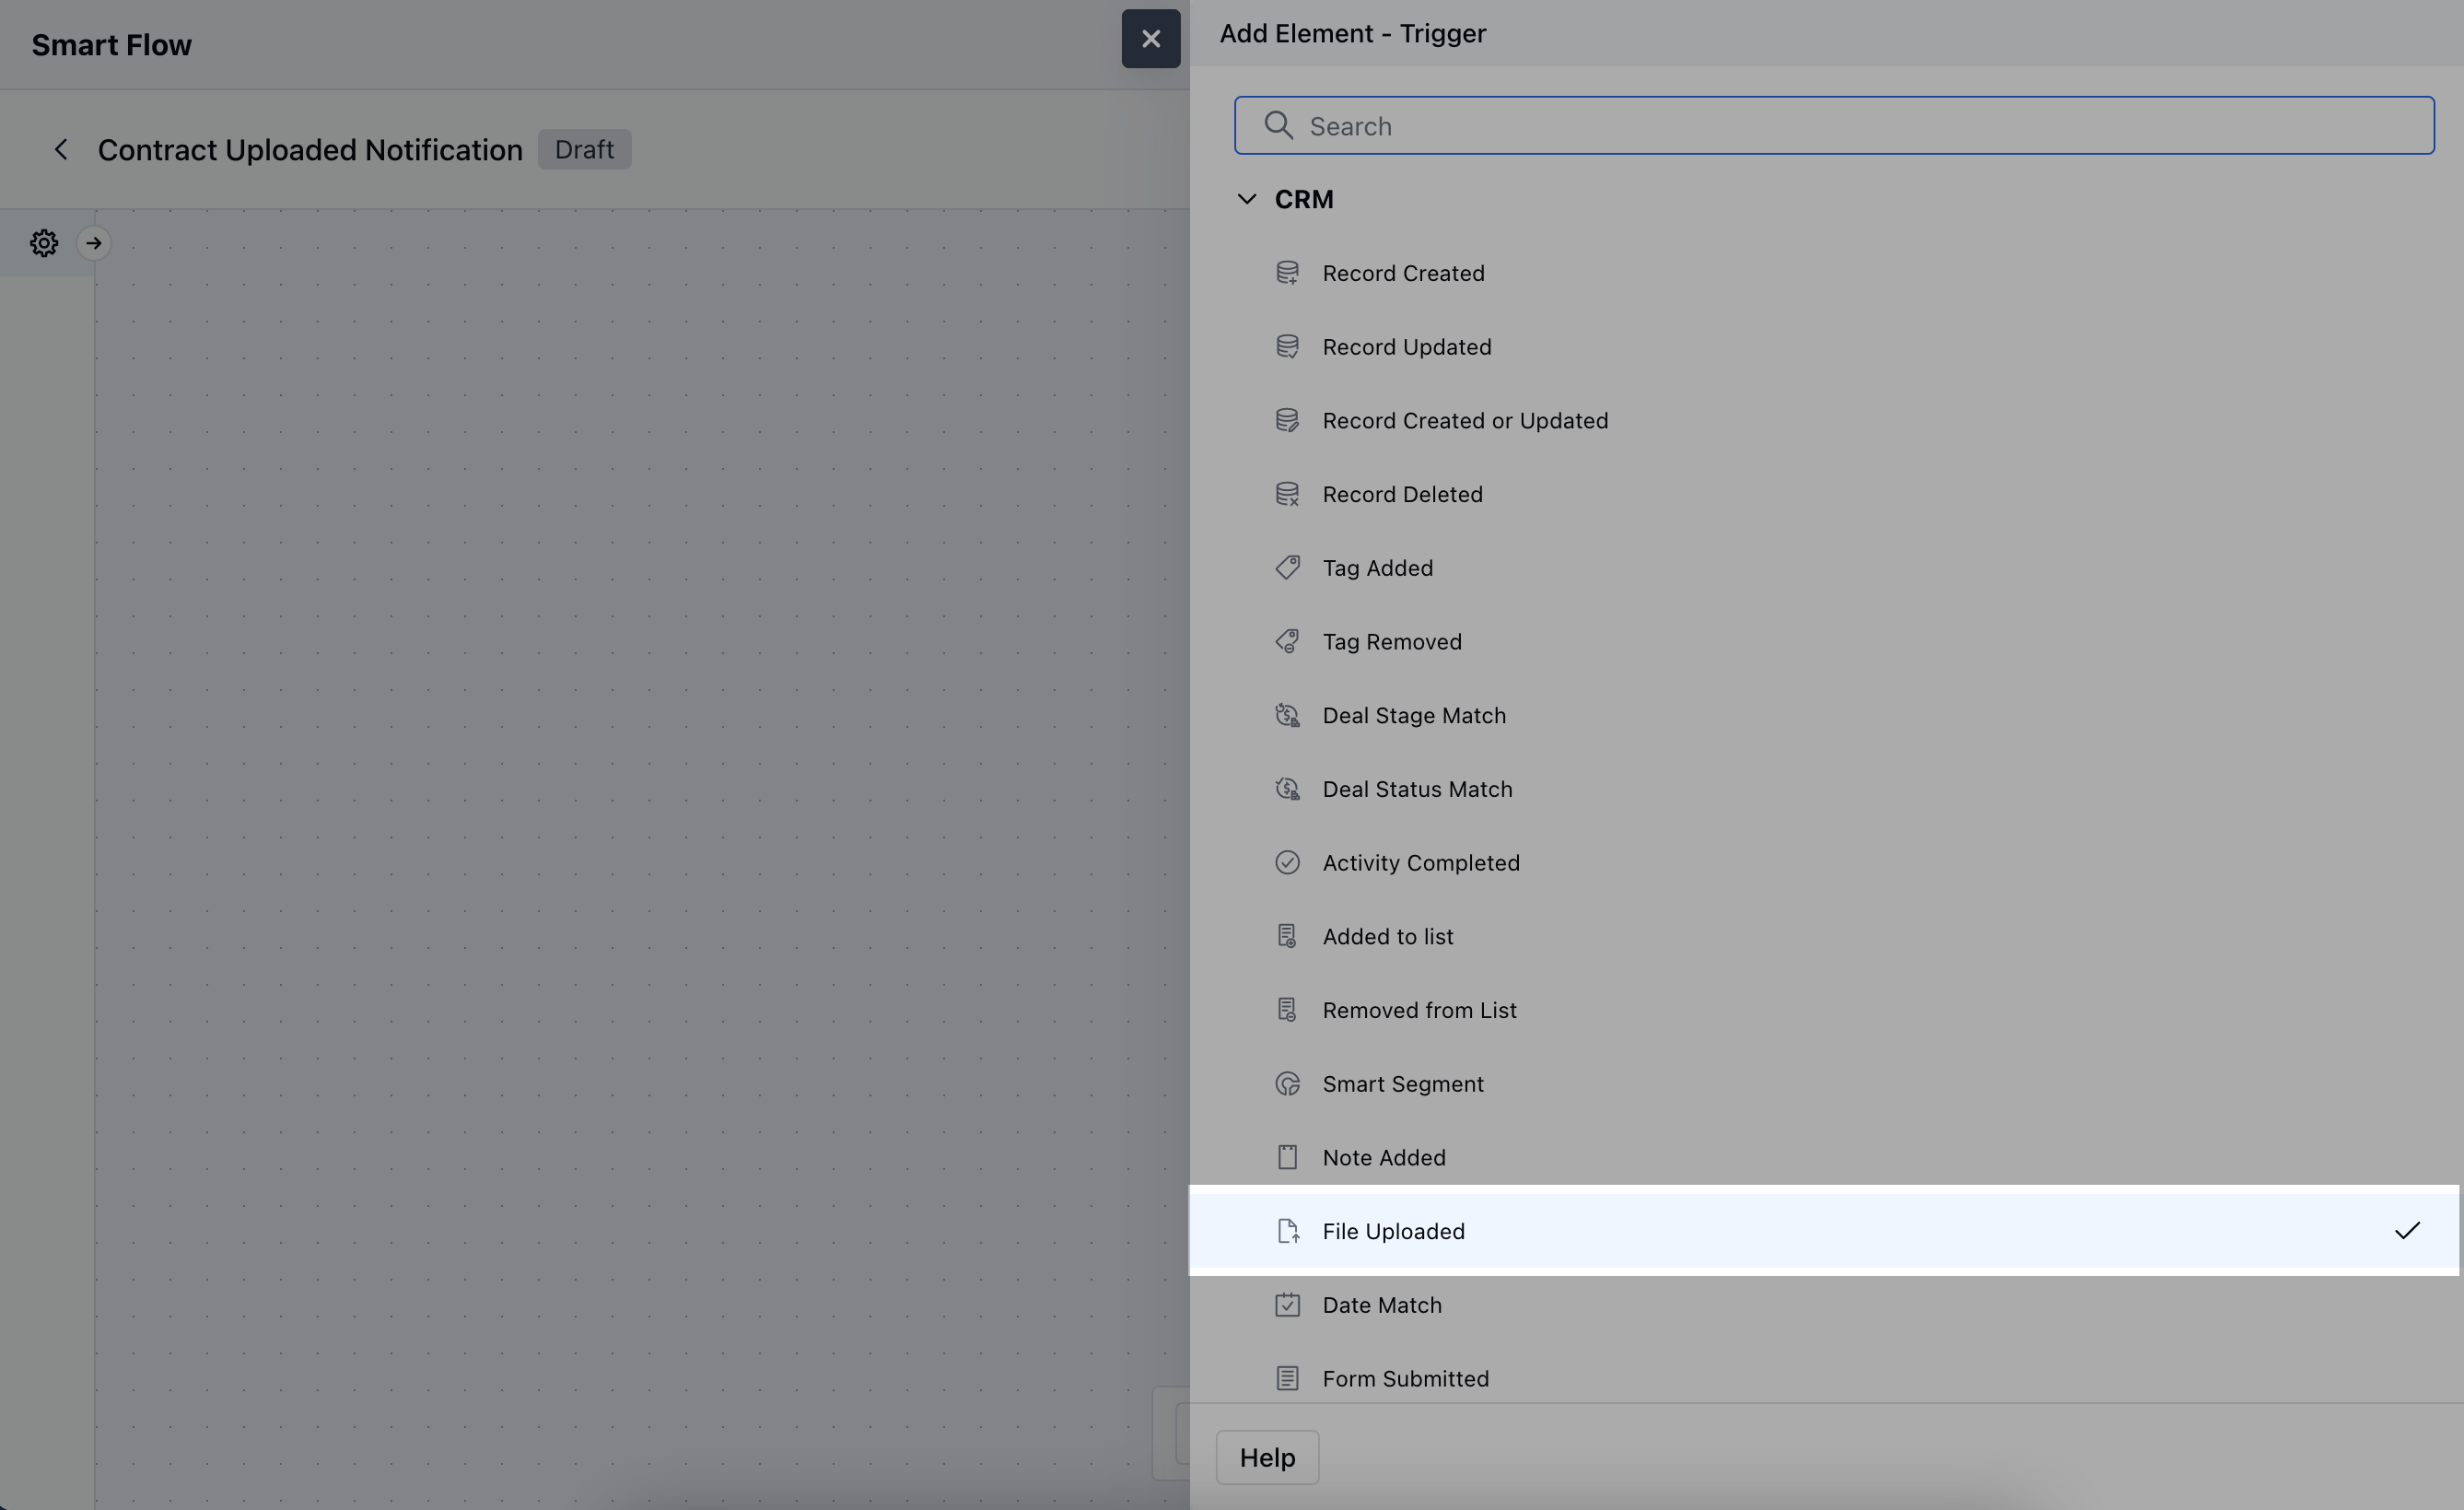 Smart Flow
Contract Uploaded Notification
Draft
Add Element - Trigger
Search
CRM
Record Created
Record Updated
Record Created or Updated
Record Deleted
Tag Added
Tag Removed
Deal Stage Match
Deal Status Match
Activity Completed
Added to list
Removed from List
Smart Segment
Note Added
File Uploaded
Date Match
Form Submitted
Help